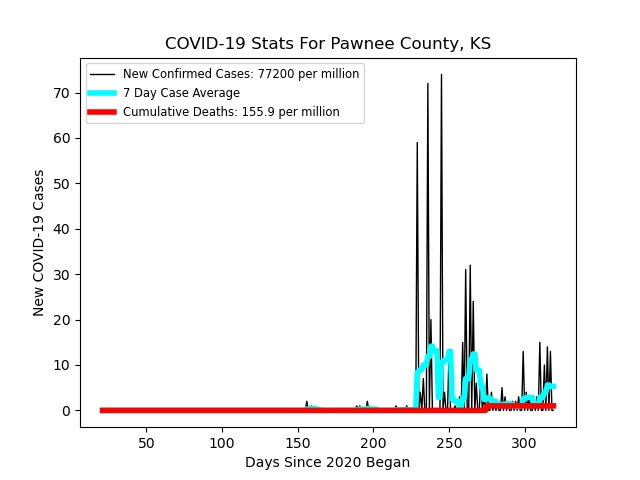 COVID-19 Stats For Pawnee County, KS
New Confirmed Cases: 77200 per million
7 Day Case Average
Cumulative Deaths: 155.9 per million
New COVID-19 Cases
70
60
50
40
30
20
10
0
50 100 150 200 250 300
Days Since 2020 Began